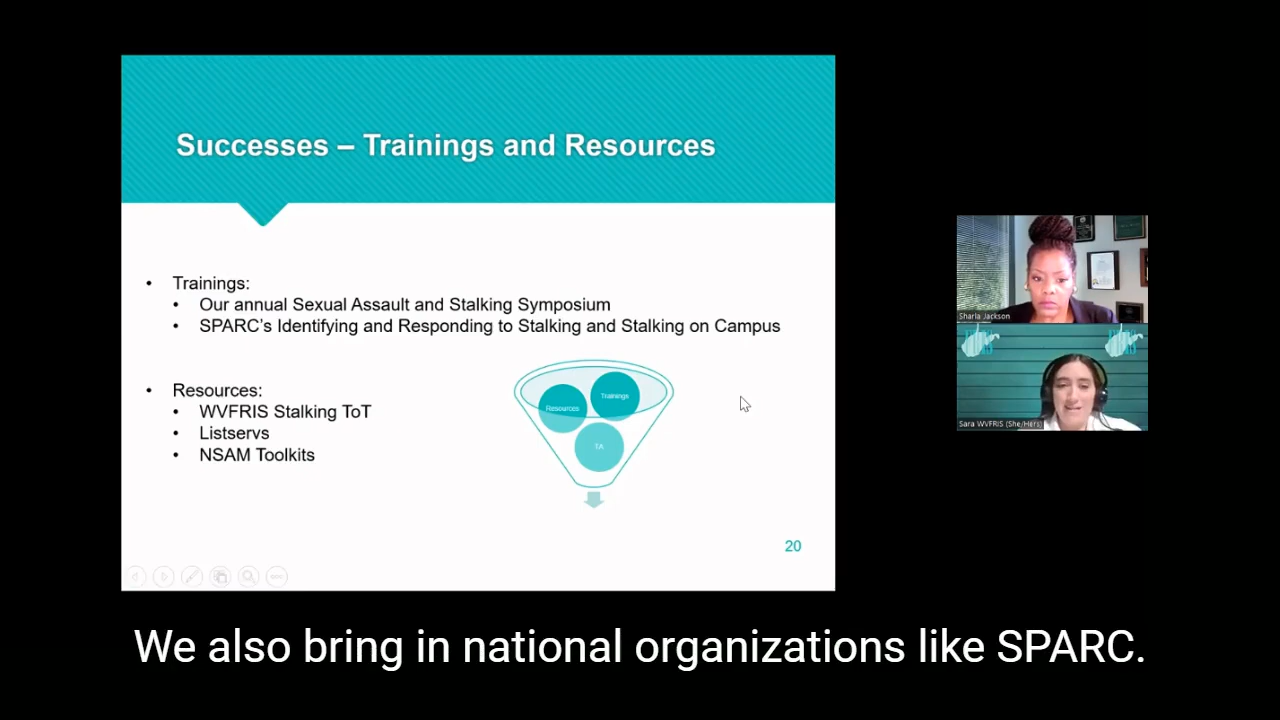 Successes – Trainings and Resources
• Trainings:
• Our annual Sexual Assault and Stalking Symposium
• SPARC's Identifying and Responding to Stalking and Stalking on Campus
• Resources:
• WVFRIS Stalking ToT
• Listservs
• NSAM Toolkits
Resources
Trainings
TA
20
Sharla Jackson
Sara WVFRIS (She/Hers)
We also bring in national organizations like SPARC.